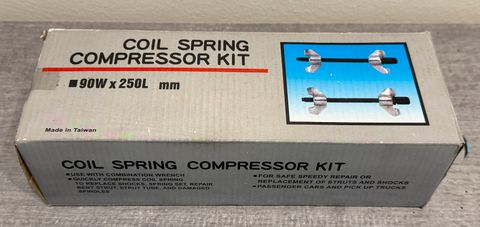 COIL SPRING
COMPRESSOR KIT
■90W x 250L mm
Made in Taiwan
COIL SPRING COMPRESSOR KIT
●USE WITH COMBINATION WRENCH
●QUICKLY COMPRESS COIL SPRING
TO REPLACE SHOCKS, SPRING SET, REPAIR
BENT STRUT, STRUT TUBE, AND DAMAGED
SPINDLES
●FOR SAFE SPEEDY REPAIR OR
REPLACEMENT OF STRUTS AND SHOCKS
●PASSENGER CARS AND PICK UP TRUCKS